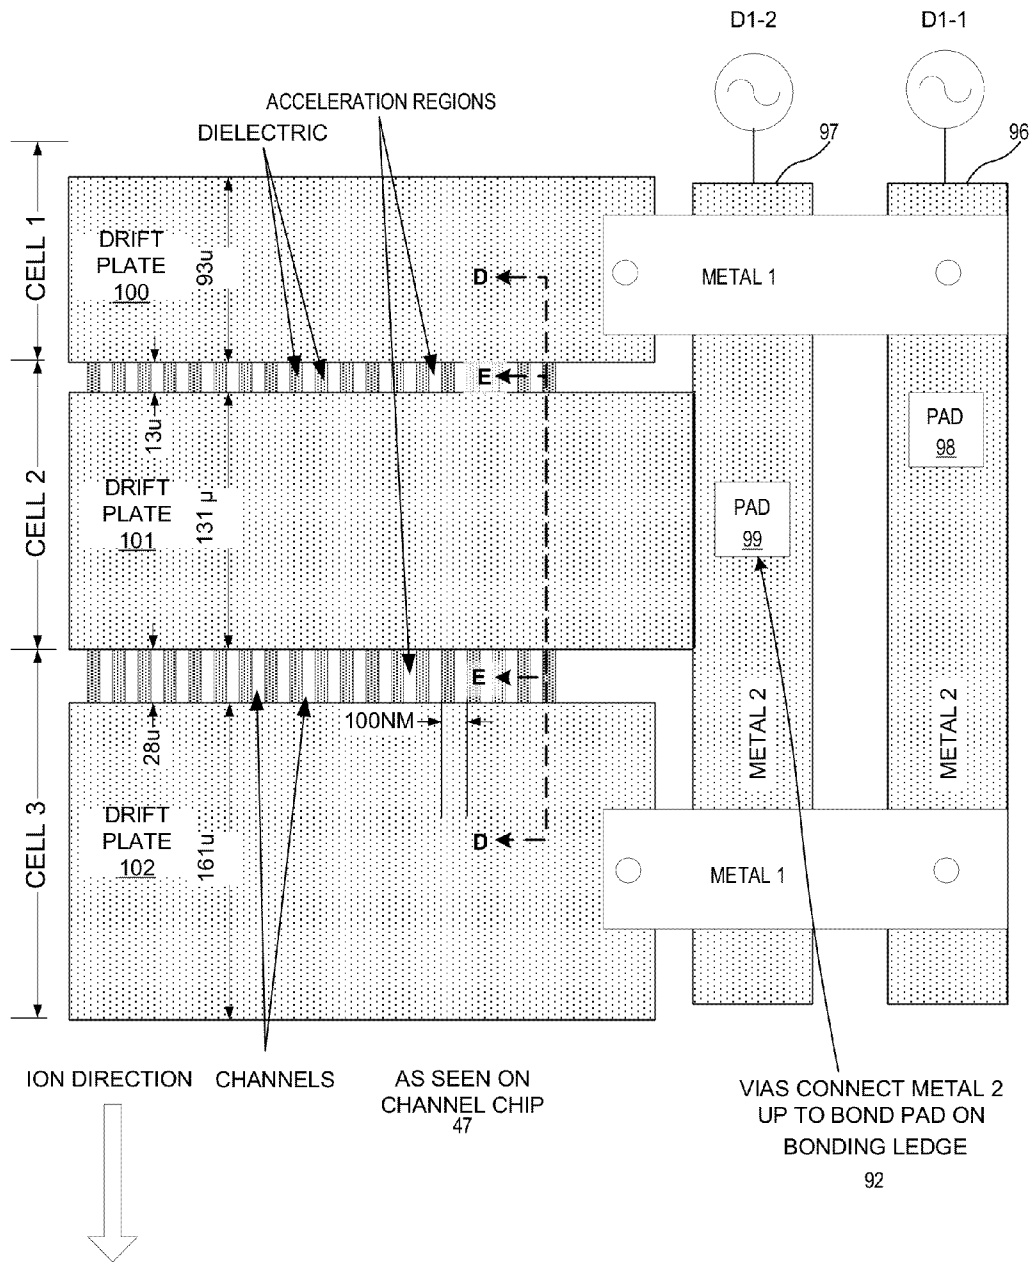 D1-2
D1-1
ACCELERATION REGIONS
DIELECTRIC
97
96
CELL 1
DRIFT
PLATE
100
93u
D
METAL 1
E
CELL 2
13u
DRIFT
PLATE
101
131 µ
PAD
98
PAD
99
E
100NM
METAL 2
METAL 2
CELL 3
28u
DRIFT
PLATE
102
161u
D
METAL 1
ION DIRECTION
CHANNELS
AS SEEN ON
CHANNEL CHIP
47
VIAS CONNECT METAL 2
UP TO BOND PAD ON
BONDING LEDGE
92